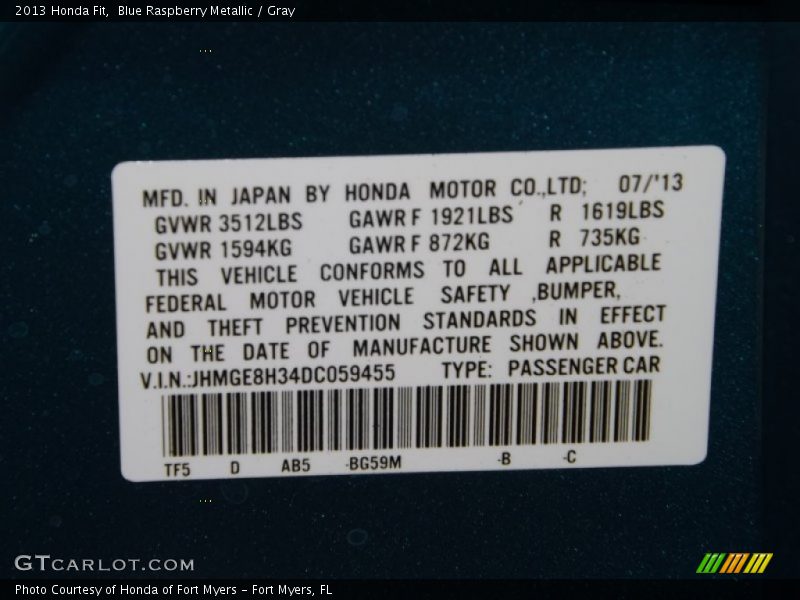 2013 Honda Fit,  Blue Raspberry Metallic / Gray
MFD. IN JAPAN BY HONDA MOTOR CO.,LTD; 07/'13
GVWR 3512LBS GAWR F 1921LBS R 1619LBS
GVWR 1594KG GAWR F 872KG R 735KG
THIS VEHICLE CONFORMS TO ALL APPLICABLE
FEDERAL MOTOR VEHICLE SAFETY ,BUMPER,
AND THEFT PREVENTION STANDARDS IN EFFECT
ON THE DATE OF MANUFACTURE SHOWN ABOVE.
V.I.N.:JHMGE8H34DC059455 TYPE: PASSENGER CAR
TF5 D AB5 -BG59M -B -C
GTCARLOT.COM
Photo Courtesy of Honda of Fort Myers - Fort Myers, FL